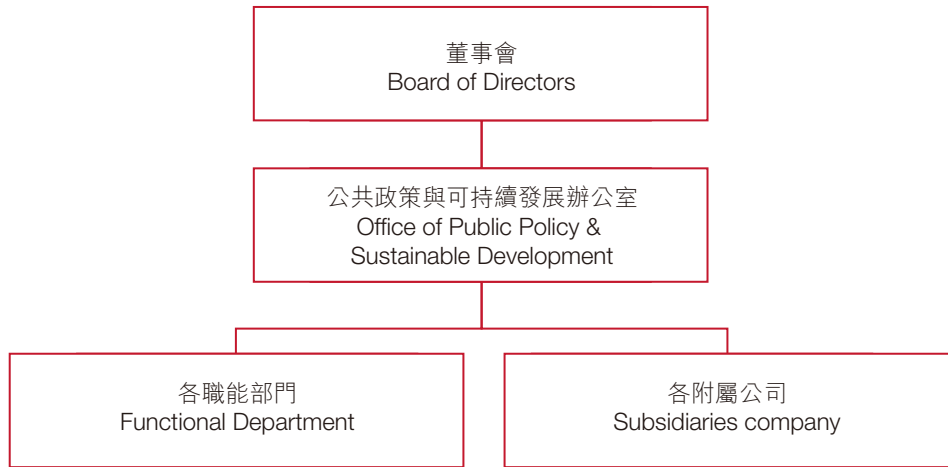 董事會
Board of Directors
公共政策與可持續發展辦公室
Office of Public Policy &
Sustainable Development
各職能部門
Functional Department
各附屬公司
Subsidiaries company